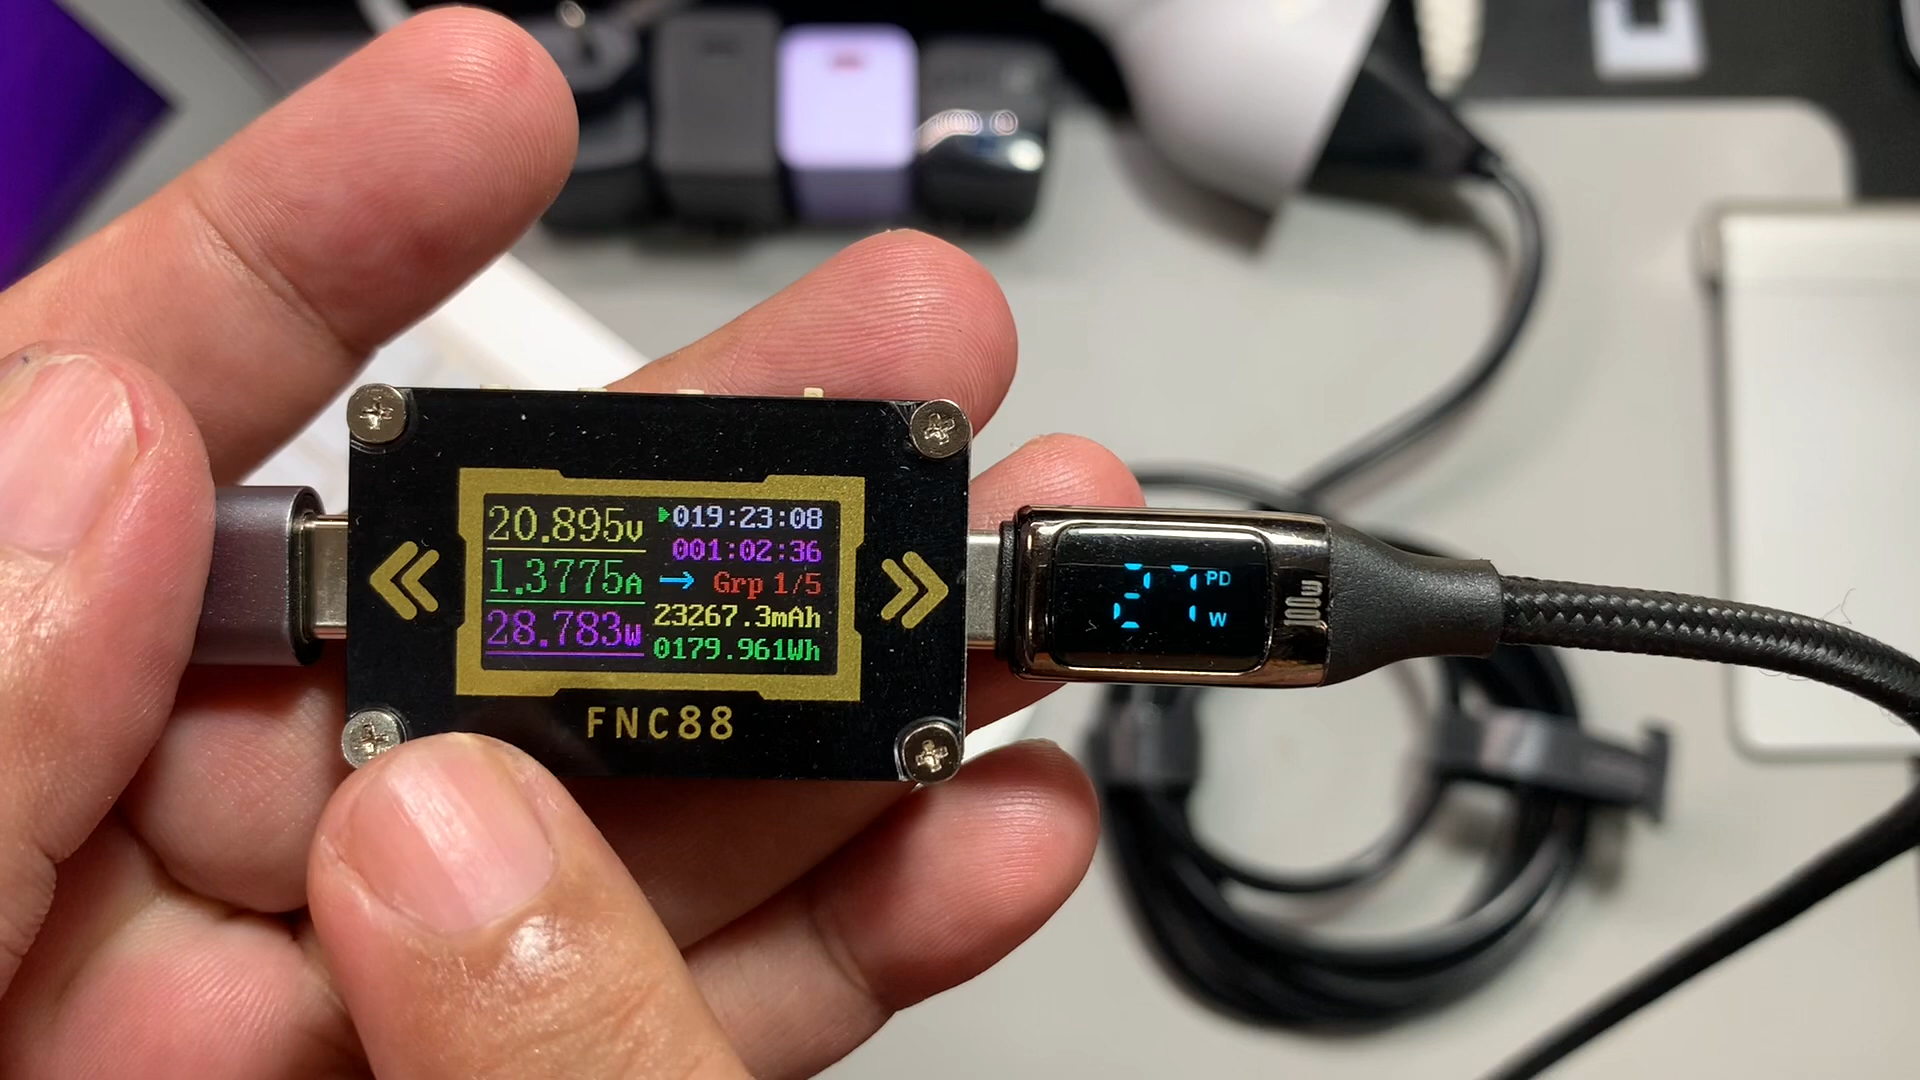 20.895V
1.3775A
28.783W
019:23:08
001:02:36
Grp 1/5
23267.3mAh
0179.961Wh
FNC88
PD
W
100W